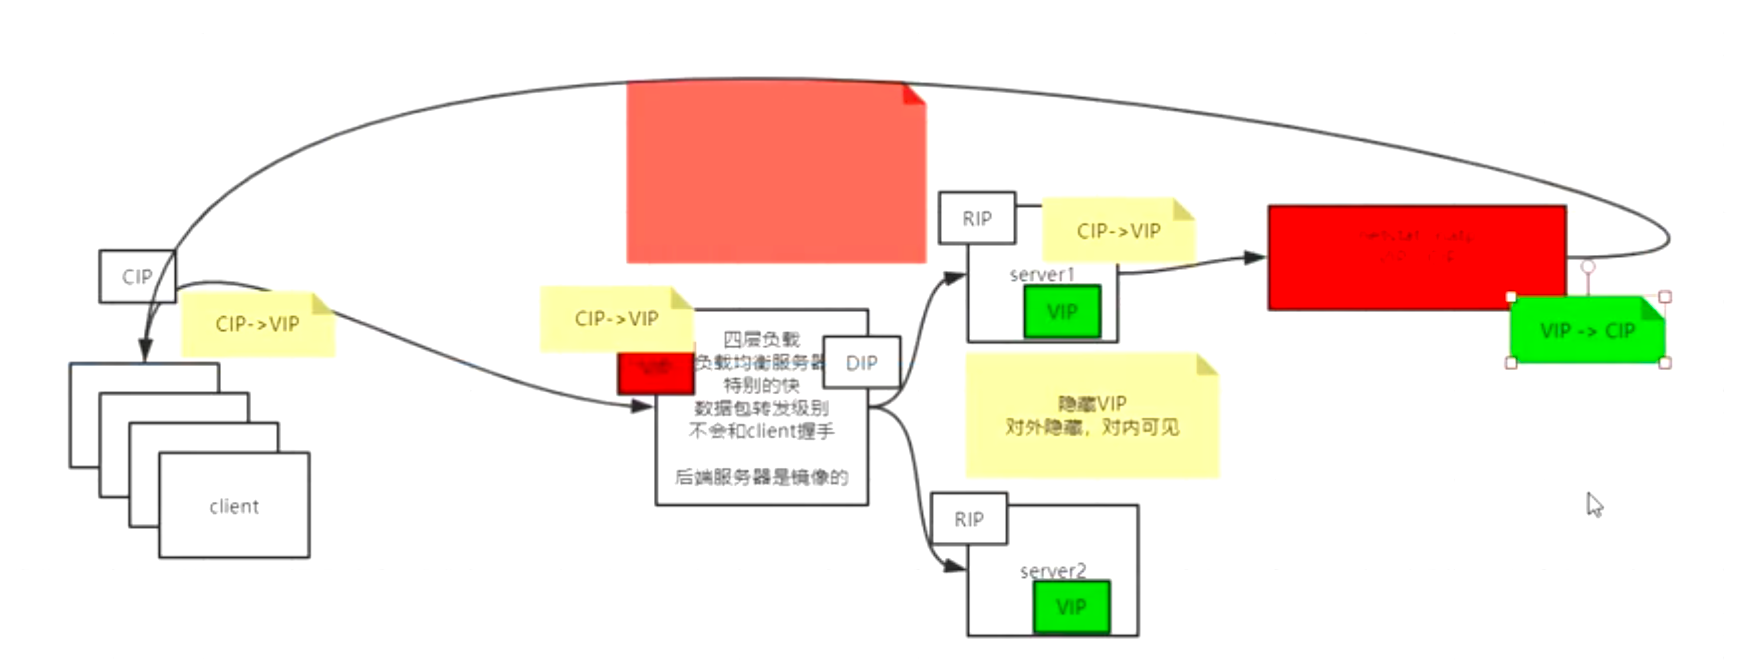 CIP
CIP->VIP
client
CIP->VIP
VIP
四层负载
负载均衡服务器
特别的快
数据包转发级别
不会和client握手
后端服务器是镜像的
DIP
RIP
CIP->VIP
server1
VIP
隐藏VIP
对外隐藏，对内可见
RIP
server2
VIP
VIP -> CIP